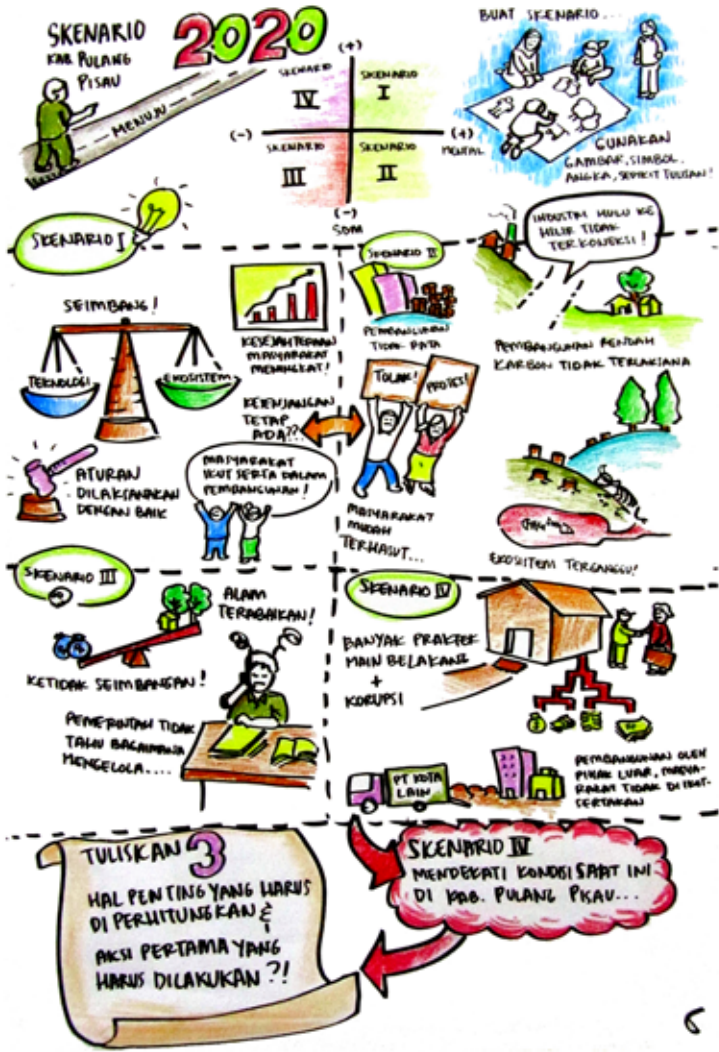 SKENARIO
KAB. PULANG
PISAU
2020
MENUJU
(+)
SKENARIO
IV
SKENARIO
I
(-)
(+)
MENTAL
SKENARIO
III
SKENARIO
II
(-)
SDM
BUAT SKENARIO...
GUNAKAN
GAMBAR, SIMBOL,
ANGKA, SEDIKIT TULISAN!
SKENARIO I
SEIMBANG!
TEKNOLOGI
EKOSISTEM
KESEJAHTERAAN
MASYARAKAT
MENINGKAT!
KESENJANGAN
TETAP
ADA??
ATURAN
DILAKSANAKAN
DENGAN BAIK
MASYARAKAT
IKUT SERTA DALAM
PEMBANGUNAN!
SKENARIO II
PEMBANGUNAN
TIDAK RATA
TOLAK!
PROTES!
MASYARAKAT
MUDAH
TERHASUT...
INDUSTRI HULU KE
HILIR TIDAK
TERKONEKSI!
PEMBANGUNAN RENDAH
KARBON TIDAK TERLAKSANA
EKOSISTEM TERGANGGU!
SKENARIO III
ALAM
TERABAIKAN!
KETIDAK SEIMBANGAN!
PEMERINTAH TIDAK
TAHU BAGAIMANA
MENGELOLA....
SKENARIO IV
BANYAK PRAKTEK
MAIN BELAKANG
+
KORUPSI
PT KOTA
LAIN
PEMBANGUNAN OLEH
PIHAK LUAR, MASYA-
RAKAT TIDAK DI IKUT-
SERTAKAN
TULISKAN 3
HAL PENTING YANG HARUS
DI PERHITUNGKAN &
AKSI PERTAMA YANG
HARUS DILAKUKAN ?!
SKENARIO IV
MENDEKATI KONDISI SAAT INI
DI KAB. PULANG PISAU...